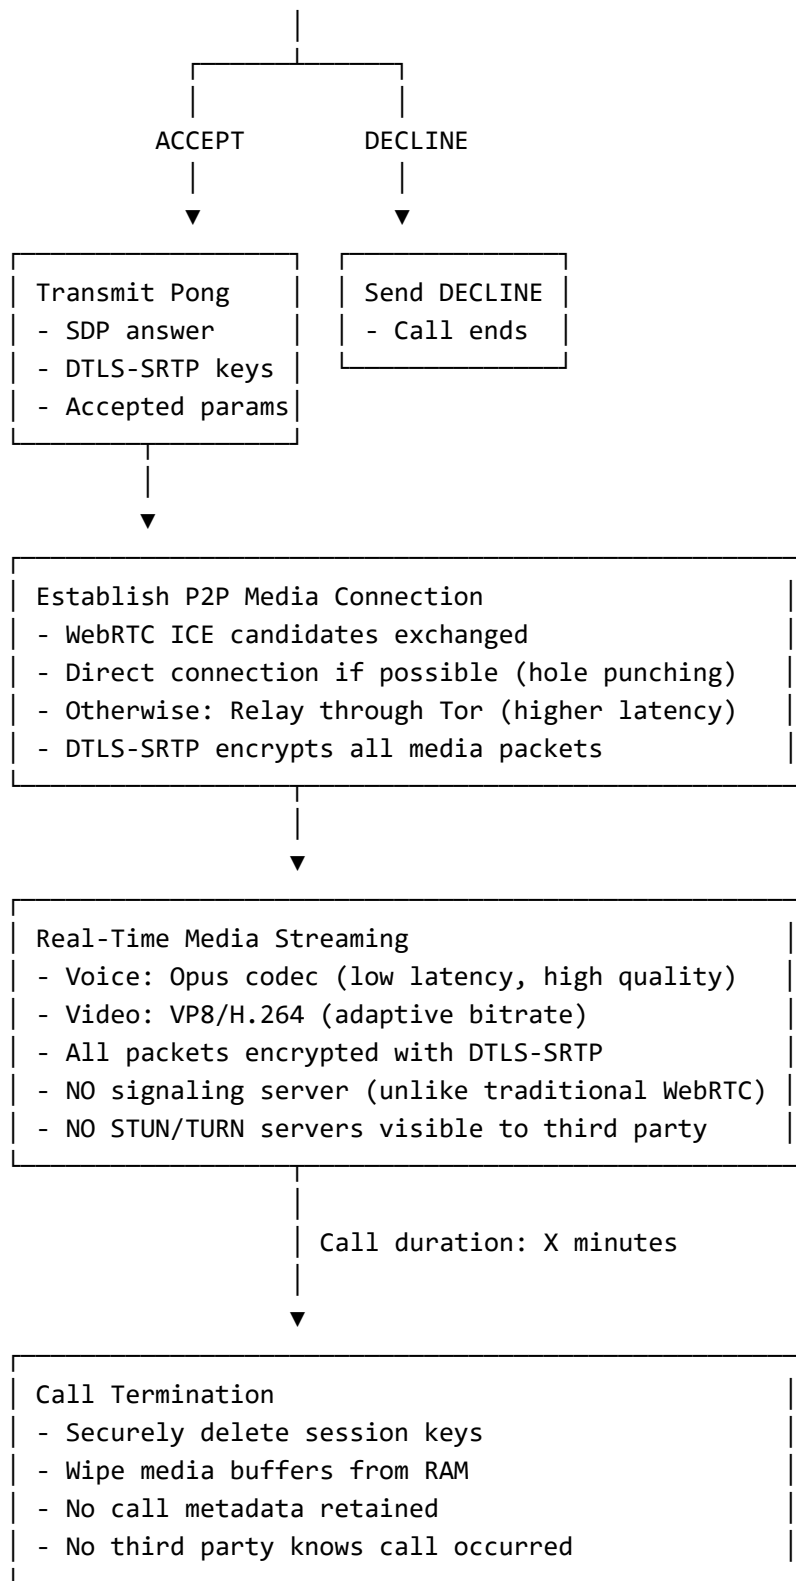 ACCEPT DECLINE
Transmit Pong
- SDP answer
- DTLS-SRTP keys
- Accepted params
Send DECLINE
- Call ends
Establish P2P Media Connection
- WebRTC ICE candidates exchanged
- Direct connection if possible (hole punching)
- Otherwise: Relay through Tor (higher latency)
- DTLS-SRTP encrypts all media packets
Real-Time Media Streaming
- Voice: Opus codec (low latency, high quality)
- Video: VP8/H.264 (adaptive bitrate)
- All packets encrypted with DTLS-SRTP
- NO signaling server (unlike traditional WebRTC)
- NO STUN/TURN servers visible to third party
Call duration: X minutes
Call Termination
- Securely delete session keys
- Wipe media buffers from RAM
- No call metadata retained
- No third party knows call occurred